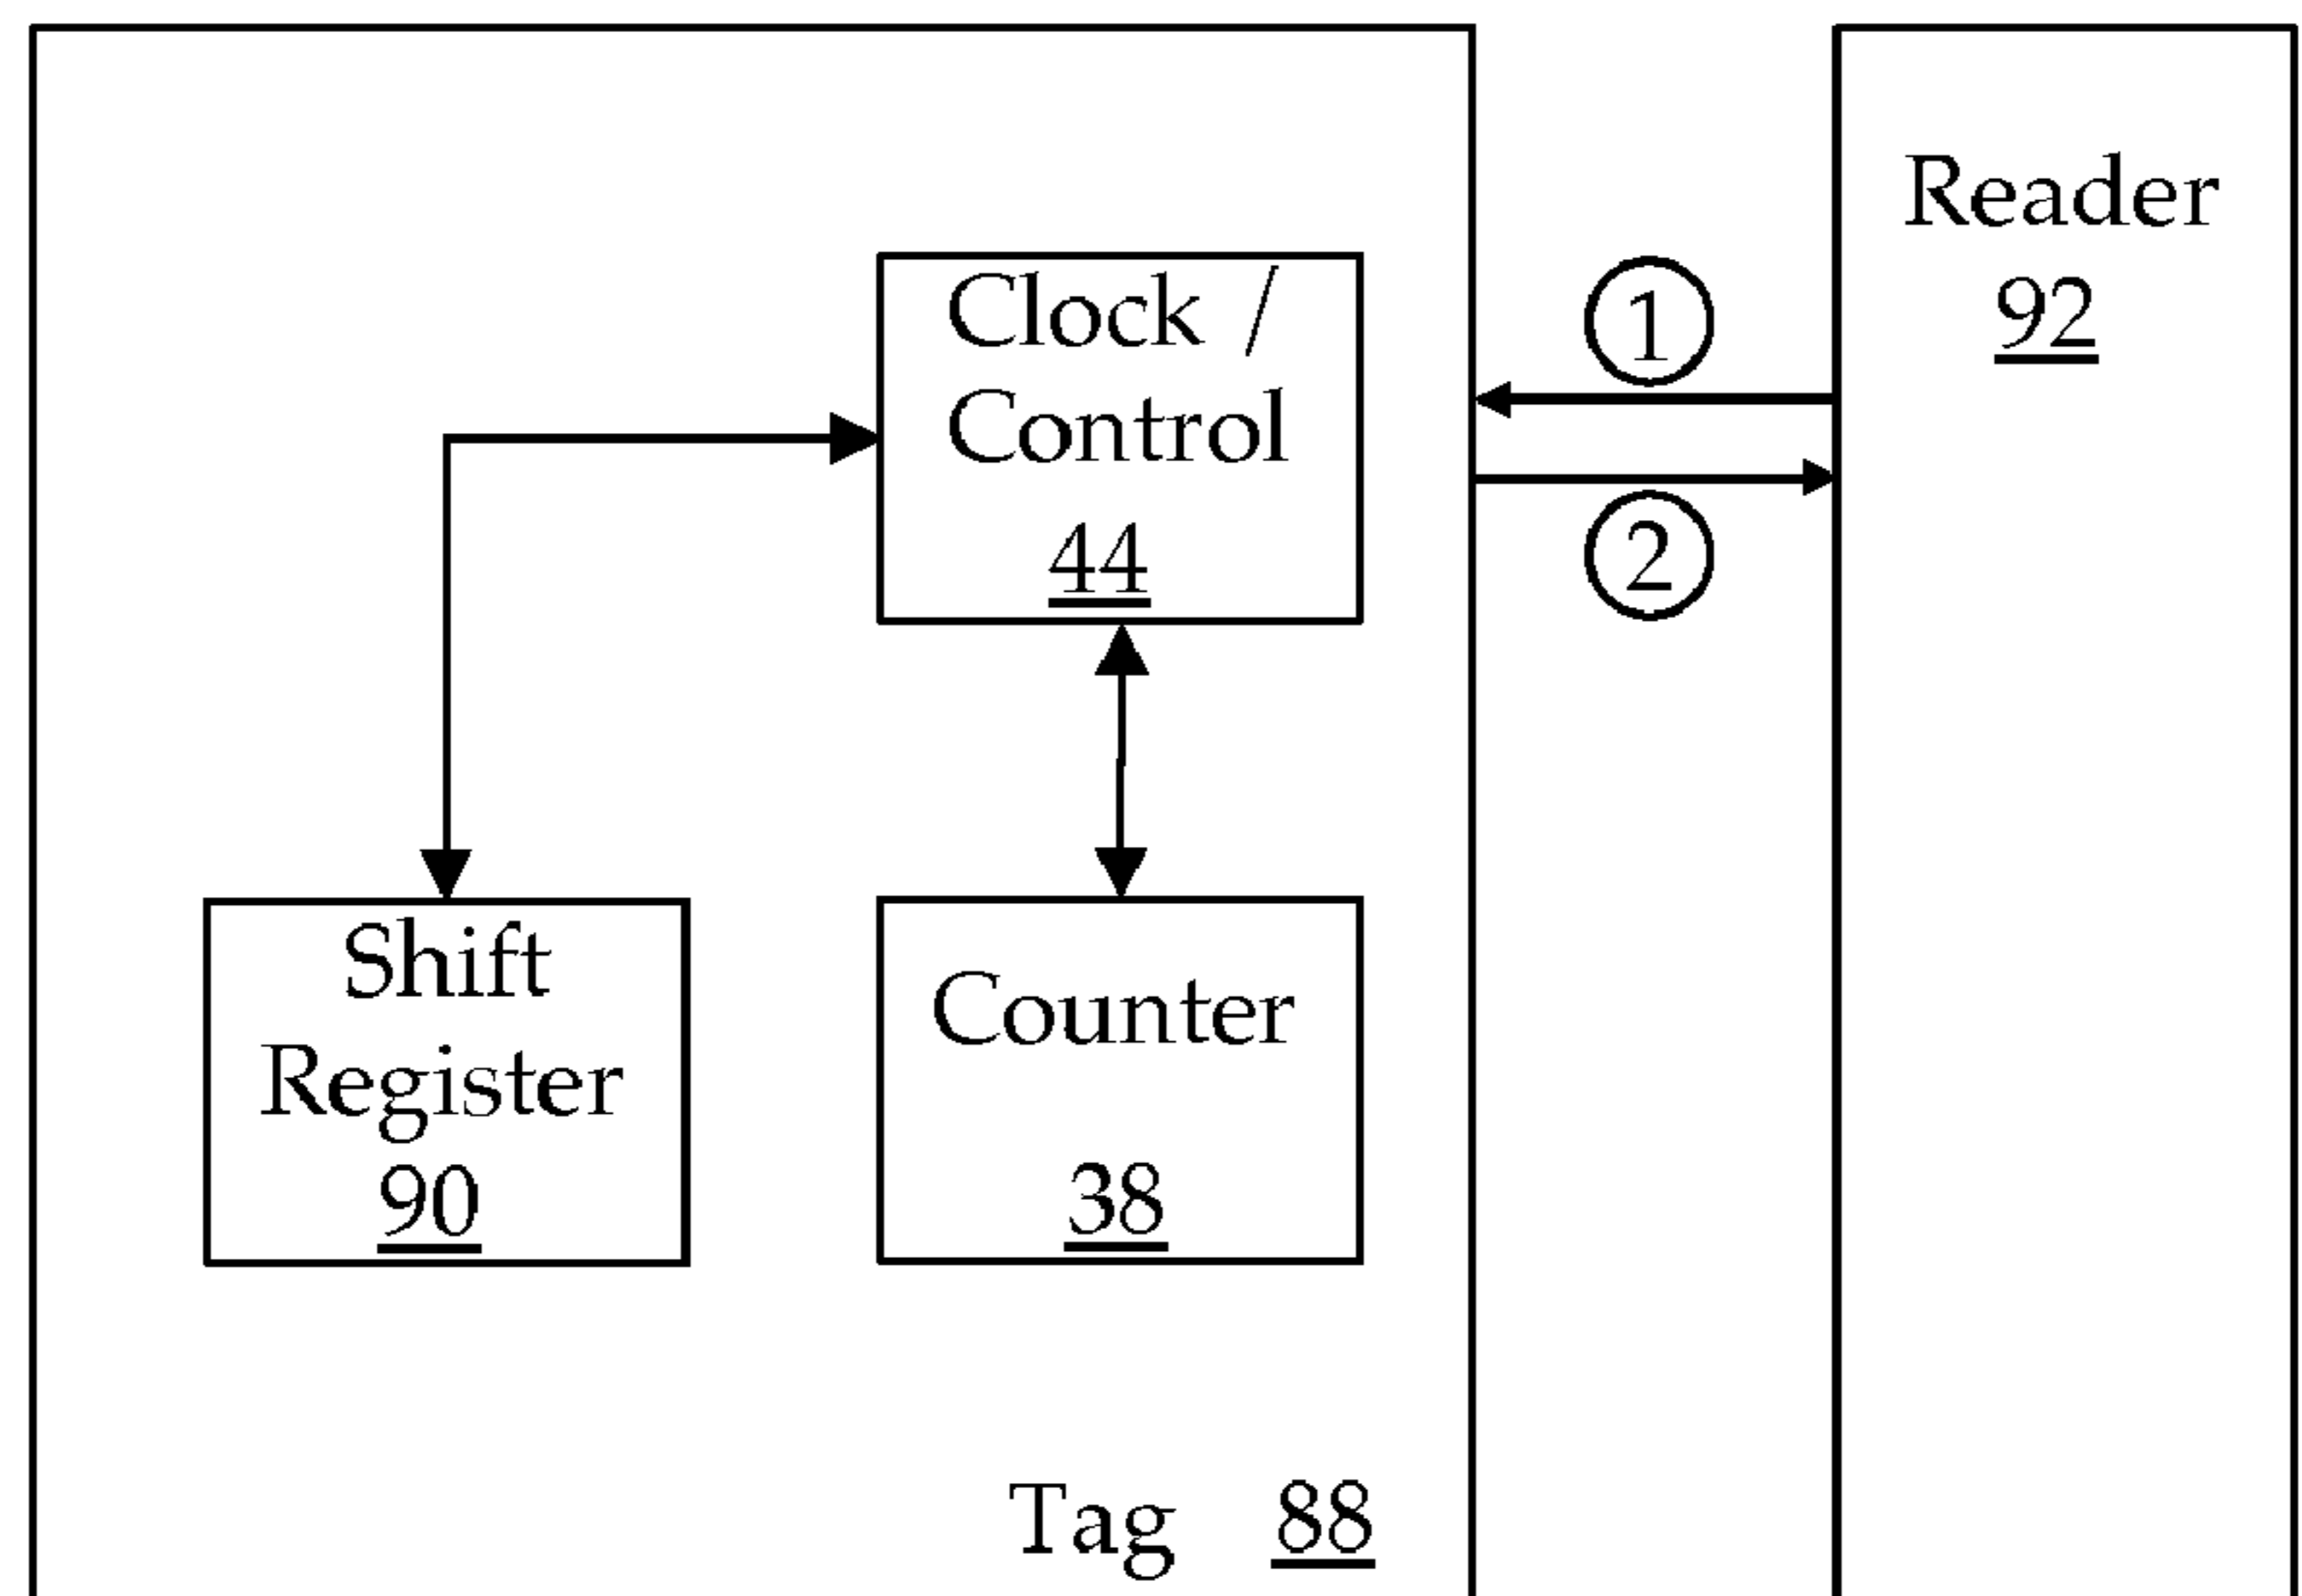 Clock /
Control
44
Shift
Register
90
Counter
38
Tag 88
1
2
Reader
92